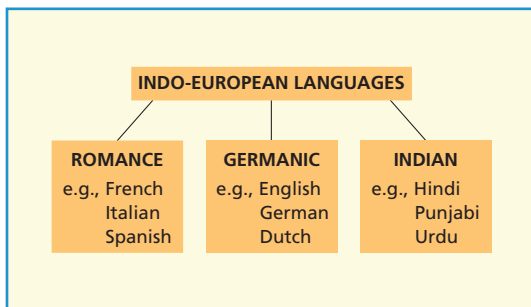 INDO-EUROPEAN LANGUAGES
ROMANCE
e.g., French
Italian
Spanish
GERMANIC
e.g., English
German
Dutch
INDIAN
e.g., Hindi
Punjabi
Urdu